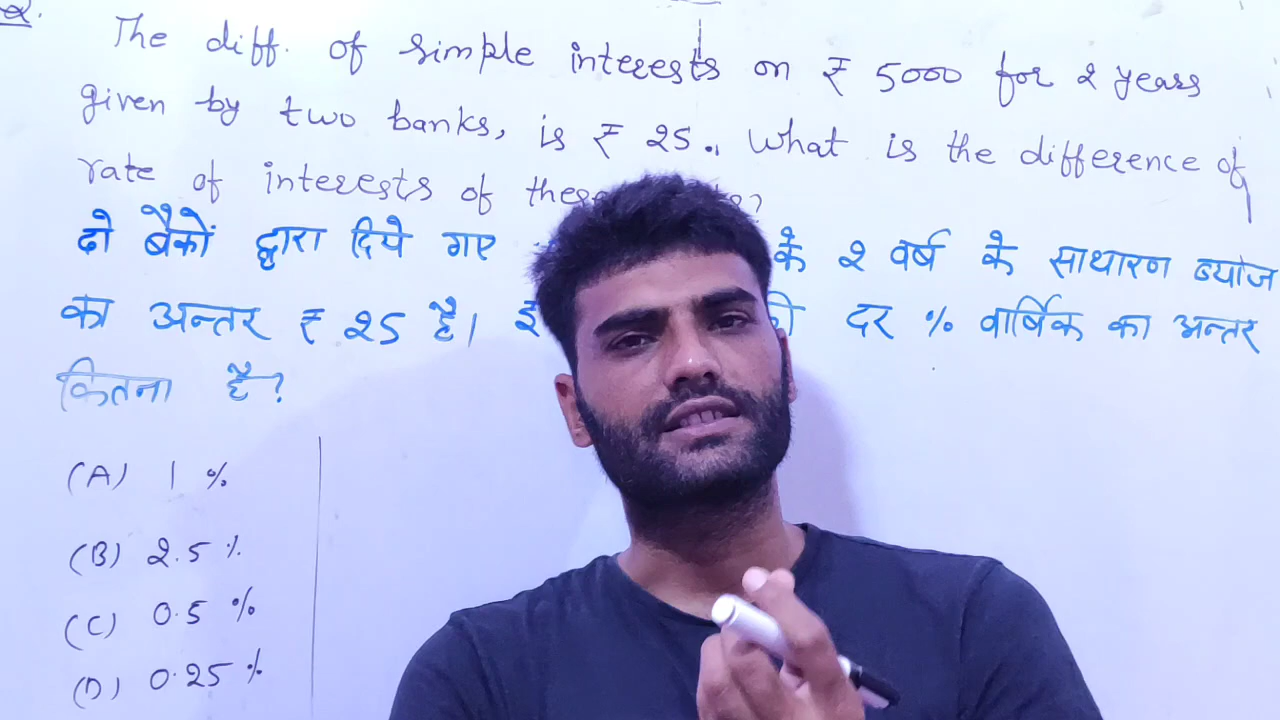 Q.
The diff. of simple interests on ₹ 5000 for 2 years
given by two banks, is ₹ 25. What is the difference of
rate of interests of
दो बैंकों द्वारा दिये गए के 2 वर्ष के साधारण ब्याज
का अन्तर ₹ 25 है। दर % वार्षिक का अन्तर
कितना है?
(A) 1 %
(B) 2.5 %
(C) 0.5 %
(D) 0.25 %